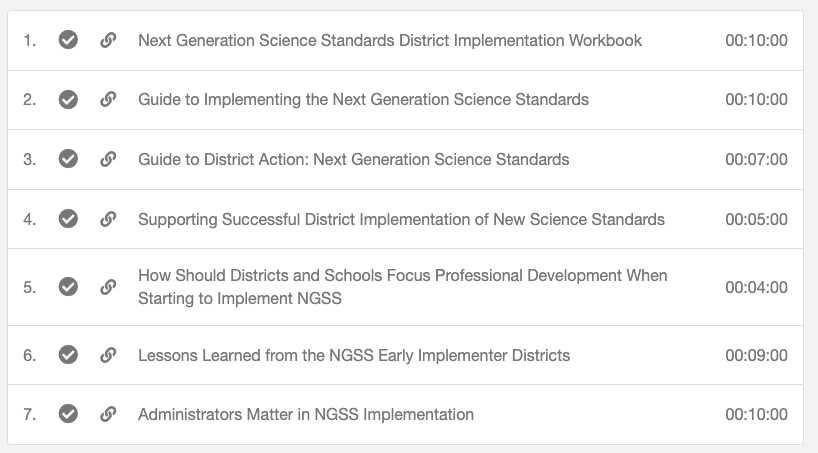 1. Next Generation Science Standards District Implementation Workbook 00:10:00
2. Guide to Implementing the Next Generation Science Standards 00:10:00
3. Guide to District Action: Next Generation Science Standards 00:07:00
4. Supporting Successful District Implementation of New Science Standards 00:05:00
5. How Should Districts and Schools Focus Professional Development When 00:04:00
Starting to Implement NGSS
6. Lessons Learned from the NGSS Early Implementer Districts 00:09:00
7. Administrators Matter in NGSS Implementation 00:10:00